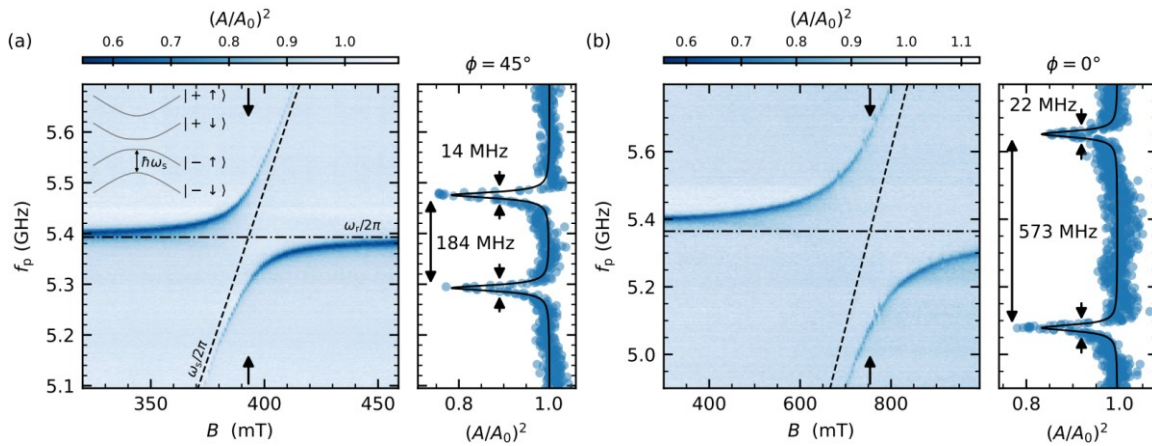 (a)
(A/A₀)²
0.6 0.7 0.8 0.9 1.0
ϕ = 45°
|+ ↑⟩
|+ ↓⟩
|− ↑⟩
ħωₛ
|− ↓⟩
14 MHz
184 MHz
ωᵣ/2π
ωₛ/2π
5.6
5.5
5.4
5.3
5.2
5.1
fₚ (GHz)
350 400 450
B (mT)
0.8 1.0
(A/A₀)²
(b)
(A/A₀)²
0.6 0.7 0.8 0.9 1.0 1.1
ϕ = 0°
22 MHz
573 MHz
5.6
5.4
5.2
5.0
fₚ (GHz)
400 600 800
B (mT)
0.8 1.0
(A/A₀)²